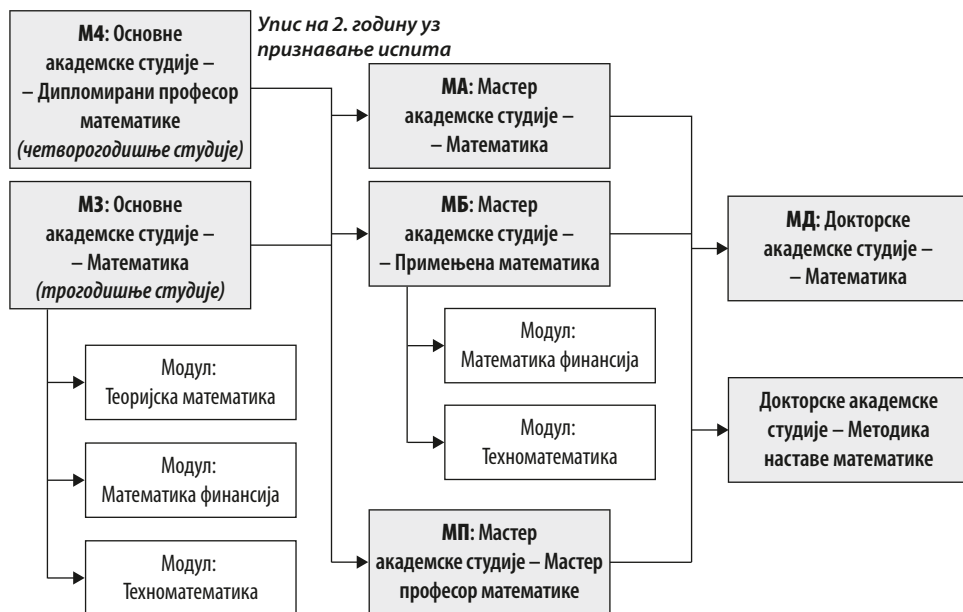 М4: Основне
академске студије –
– Дипломирани професор
математике
(четворогодишње студије)
Упис на 2. годину уз
признавање испита
МА: Мастер
академске студије –
– Математика
М3: Основне
академске студије –
– Математика
(трогодишње студије)
МБ: Мастер
академске студије –
– Примењена математика
МД: Докторске
академске студије –
– Математика
Модул:
Теоријска математика
Модул:
Математика финансија
Модул:
Математика финансија
Модул:
Техноматематика
Докторске академске
студије – Методика
наставе математике
Модул:
Техноматематика
МП: Мастер
академске студије – Мастер
професор математике